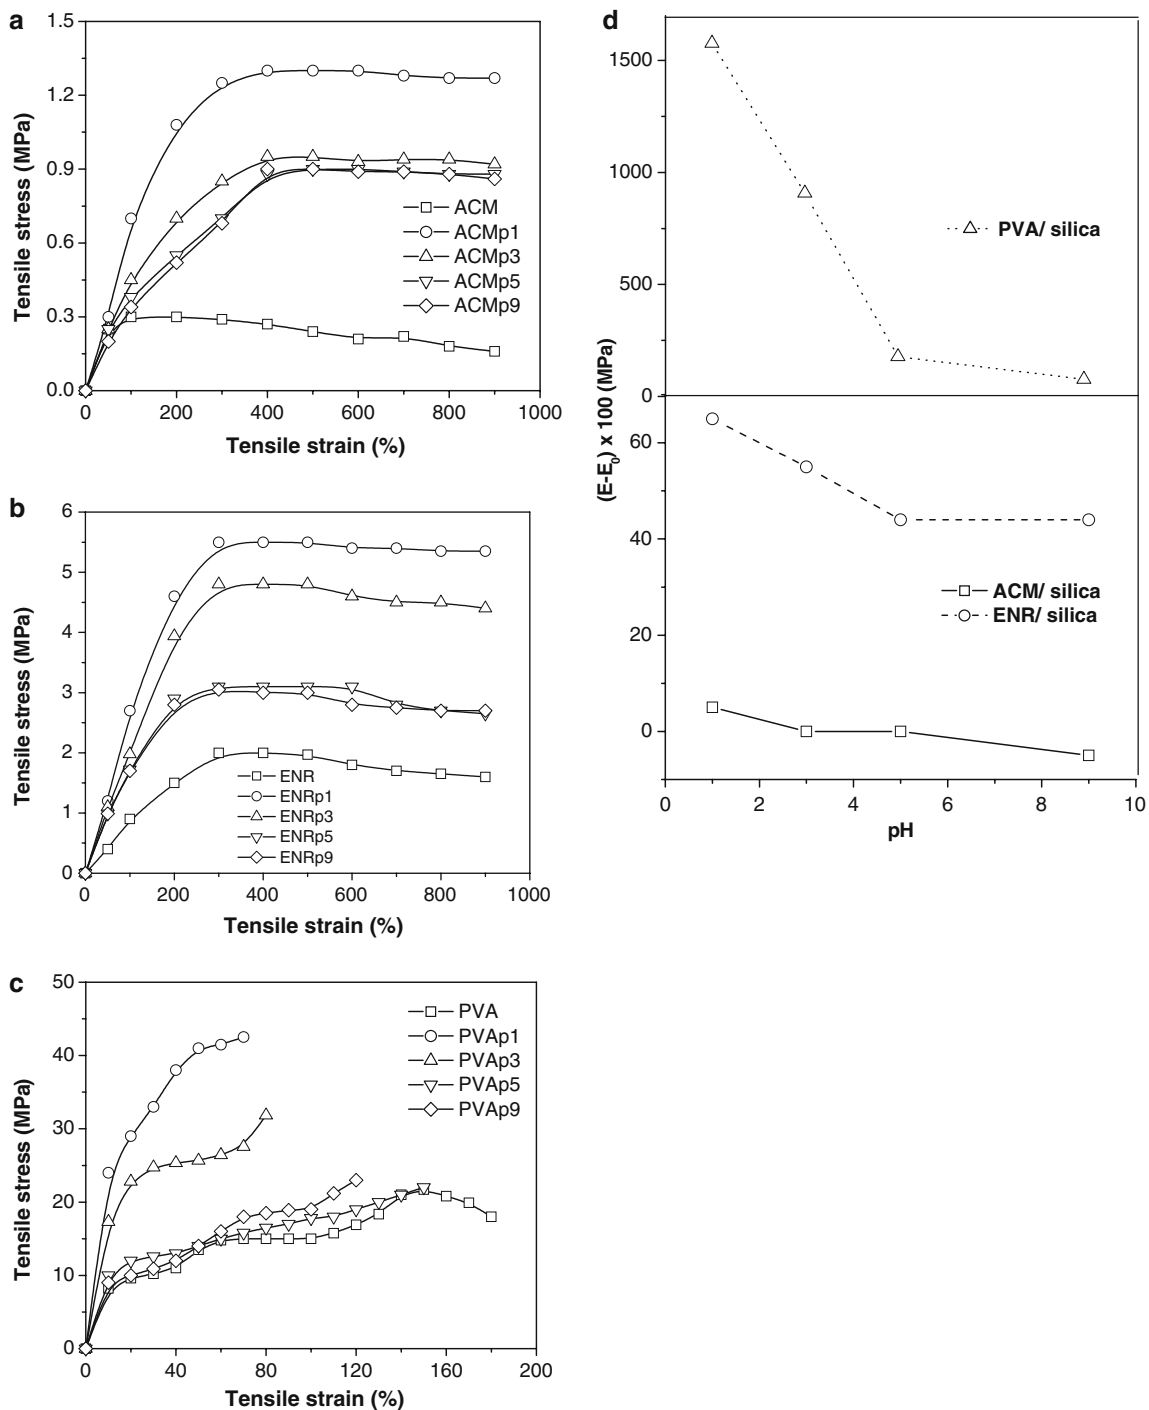 a
1.5
1.2
0.9
0.6
0.3
0.0
0 200 400 600 800 1000
Tensile stress (MPa)
Tensile strain (%)
ACM
ACMp1
ACMp3
ACMp5
ACMp9
b
6
5
4
3
2
1
0
0 200 400 600 800 1000
Tensile stress (MPa)
Tensile strain (%)
ENR
ENRp1
ENRp3
ENRp5
ENRp9
c
50
40
30
20
10
0
0 40 80 120 160 200
Tensile stress (MPa)
Tensile strain (%)
PVA
PVAp1
PVAp3
PVAp5
PVAp9
d
1500
1000
500
0
60
40
20
0
0 2 4 6 8 10
(E-E0) x 100 (MPa)
pH
PVA/ silica
ACM/ silica
ENR/ silica